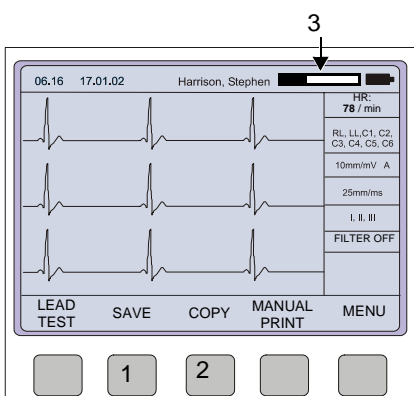 3
06.16 17.01.02 Harrison, Stephen
HR:
78 / min
RL, LL,C1, C2,
C3, C4, C5, C6
10mm/mV A
25mm/ms
I, II, III
FILTER OFF
LEAD
TEST
SAVE
COPY
MANUAL
PRINT
MENU
1
2